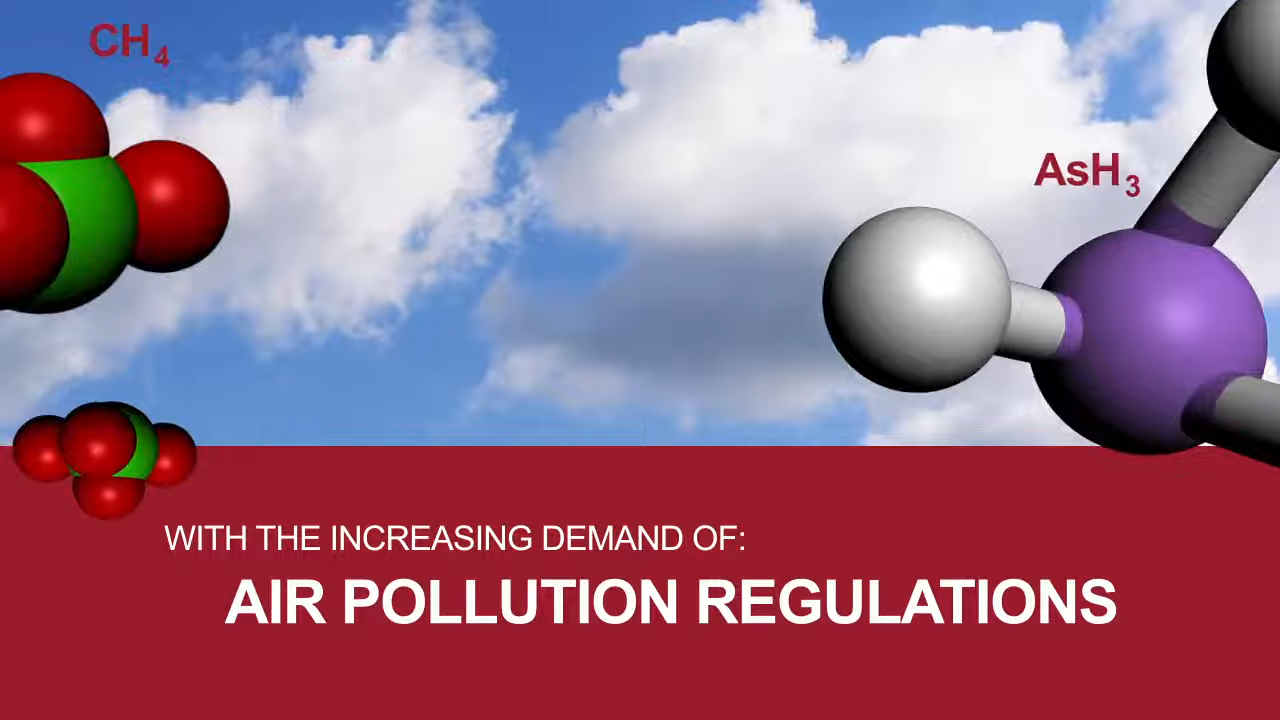 CH₄
AsH₃
WITH THE INCREASING DEMAND OF:
AIR POLLUTION REGULATIONS